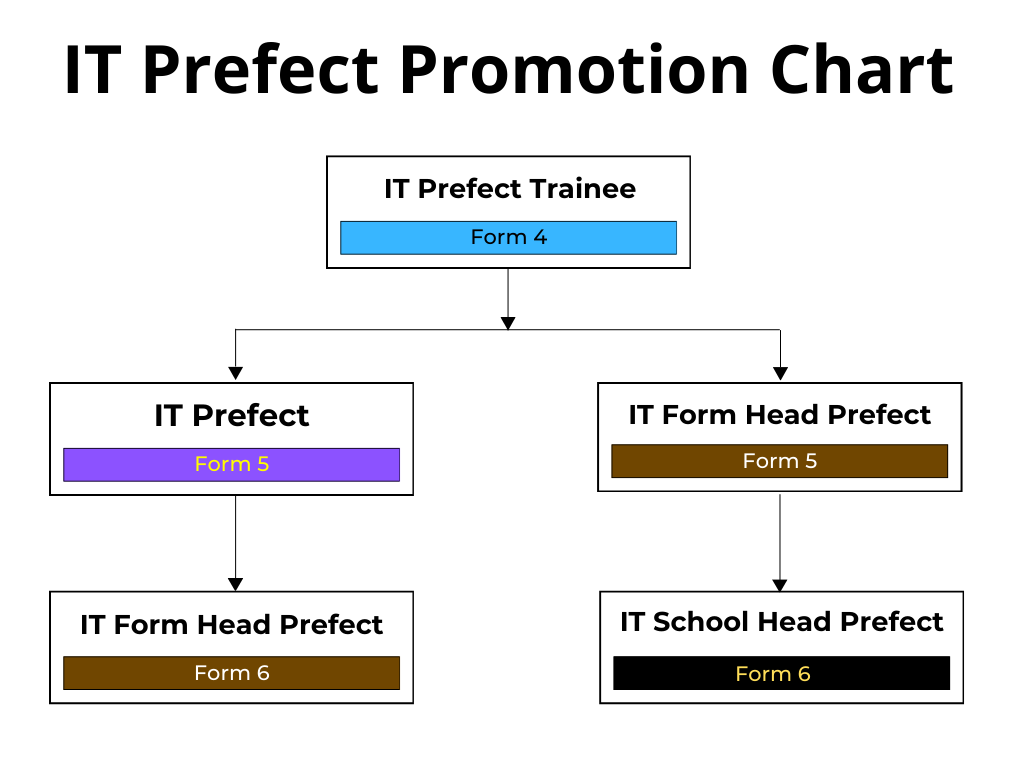 IT Prefect Promotion Chart
IT Prefect Trainee
Form 4
IT Prefect
Form 5
IT Form Head Prefect
Form 5
IT Form Head Prefect
Form 6
IT School Head Prefect
Form 6